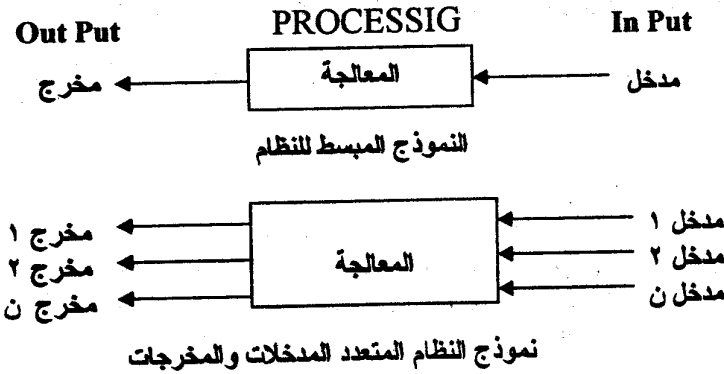 Out Put PROCESSIG In Put
مدخل المعالجة مخرج
النموذج المبسط للنظام
مدخل ١ مخرج ١
مدخل ٢ المعالجة مخرج ٢
مدخل ن مخرج ن
نموذج النظام المتعدد المدخلات والمخرجات